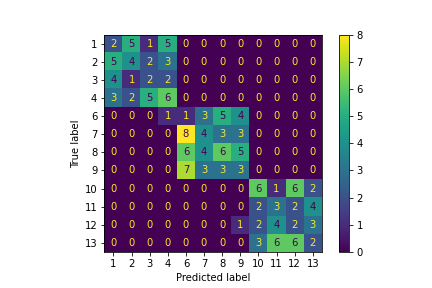 1 2 5 1 5 0 0 0 0 0 0 0 0
2 5 4 2 3 0 0 0 0 0 0 0 0
3 4 1 2 2 0 0 0 0 0 0 0 0
4 3 2 5 6 0 0 0 0 0 0 0 0
6 0 0 0 1 1 3 5 4 0 0 0 0
7 0 0 0 0 8 4 3 3 0 0 0 0
8 0 0 0 0 6 4 6 5 0 0 0 0
9 0 0 0 0 7 3 3 3 0 0 0 0
10 0 0 0 0 0 0 0 0 6 1 6 2
11 0 0 0 0 0 0 0 0 2 3 2 4
12 0 0 0 0 0 0 0 1 2 4 2 3
13 0 0 0 0 0 0 0 0 3 6 6 2
1 2 3 4 6 7 8 9 10 11 12 13
Predicted label
True label
8
7
6
5
4
3
2
1
0